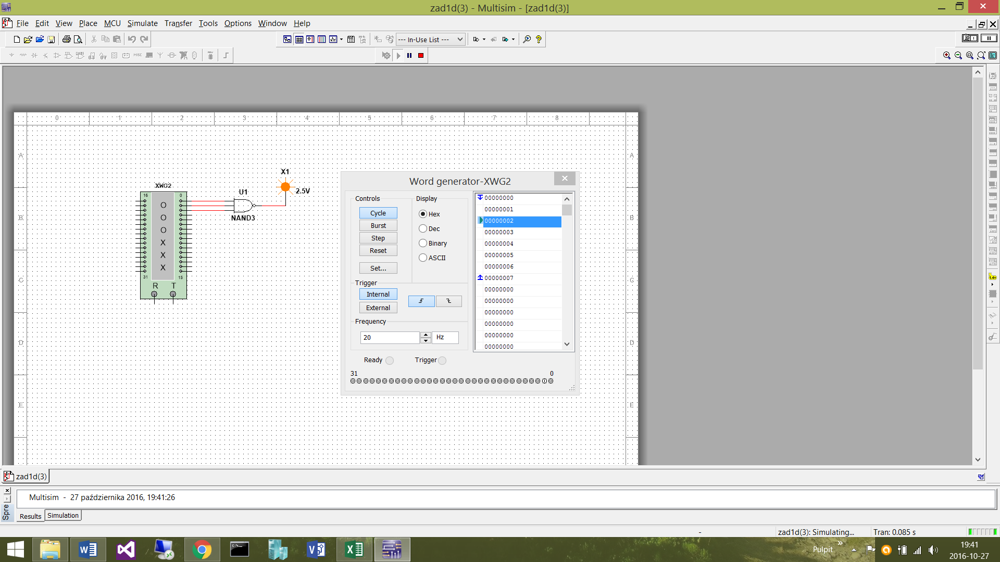 zad1d(3) - Multisim - [zad1d(3)]
File Edit View Place MCU Simulate Transfer Tools Options Window Help
--- In-Use List ---
MISC
0 1 2 3 4 5 6 7 8
A A
B B
C C
D D
E E
XWG2
16 0
O
O
O
X
X
X
31 15
R T
U1
NAND3
X1
2.5V
Word generator-XWG2
Controls
Cycle
Burst
Step
Reset
Set...
Display
Hex
Dec
Binary
ASCII
Trigger
Internal
External
Frequency
20 Hz
Ready Trigger
31 0
00000000
00000001
00000002
00000003
00000004
00000005
00000006
00000007
00000000
00000000
00000000
00000000
00000000
00000000
1.4v
zad1d(3)
Spre
Multisim - 27 października 2016, 19:41:26
Results Simulation
- zad1d(3): Simulating... Tran: 0.085 s
Pulpit »
19:41
2016-10-27